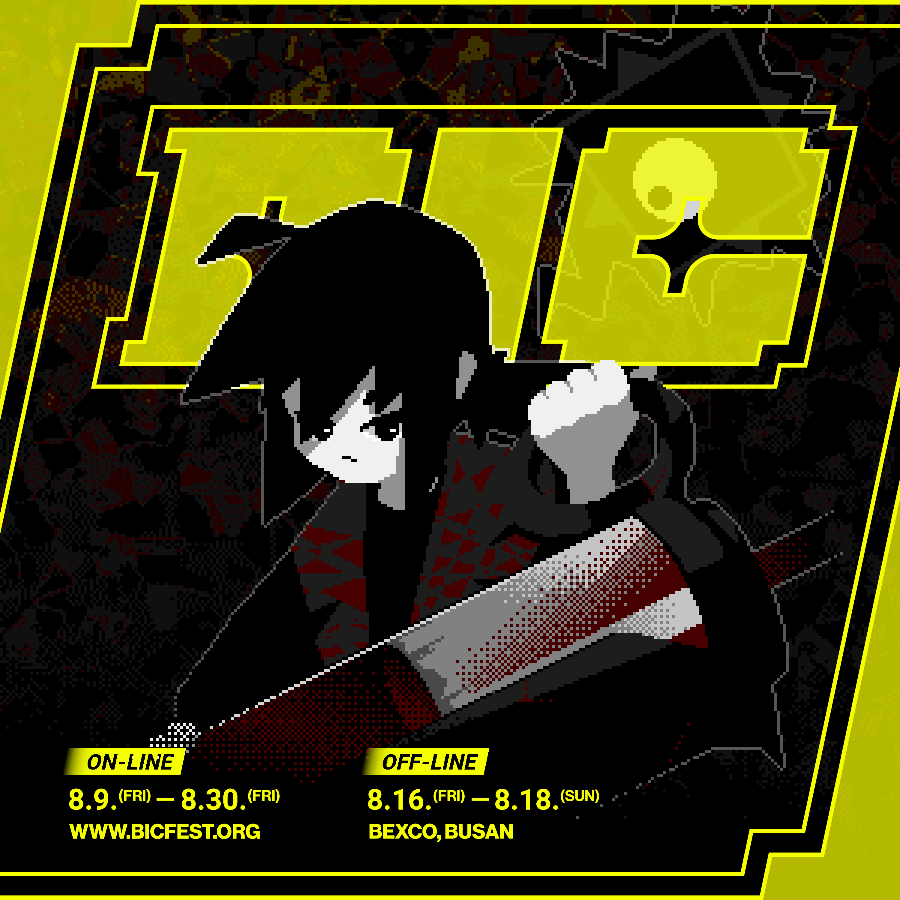 BIC
ON-LINE
8.9.(FRI) — 8.30.(FRI)
WWW.BICFEST.ORG
OFF-LINE
8.16.(FRI) — 8.18.(SUN)
BEXCO, BUSAN